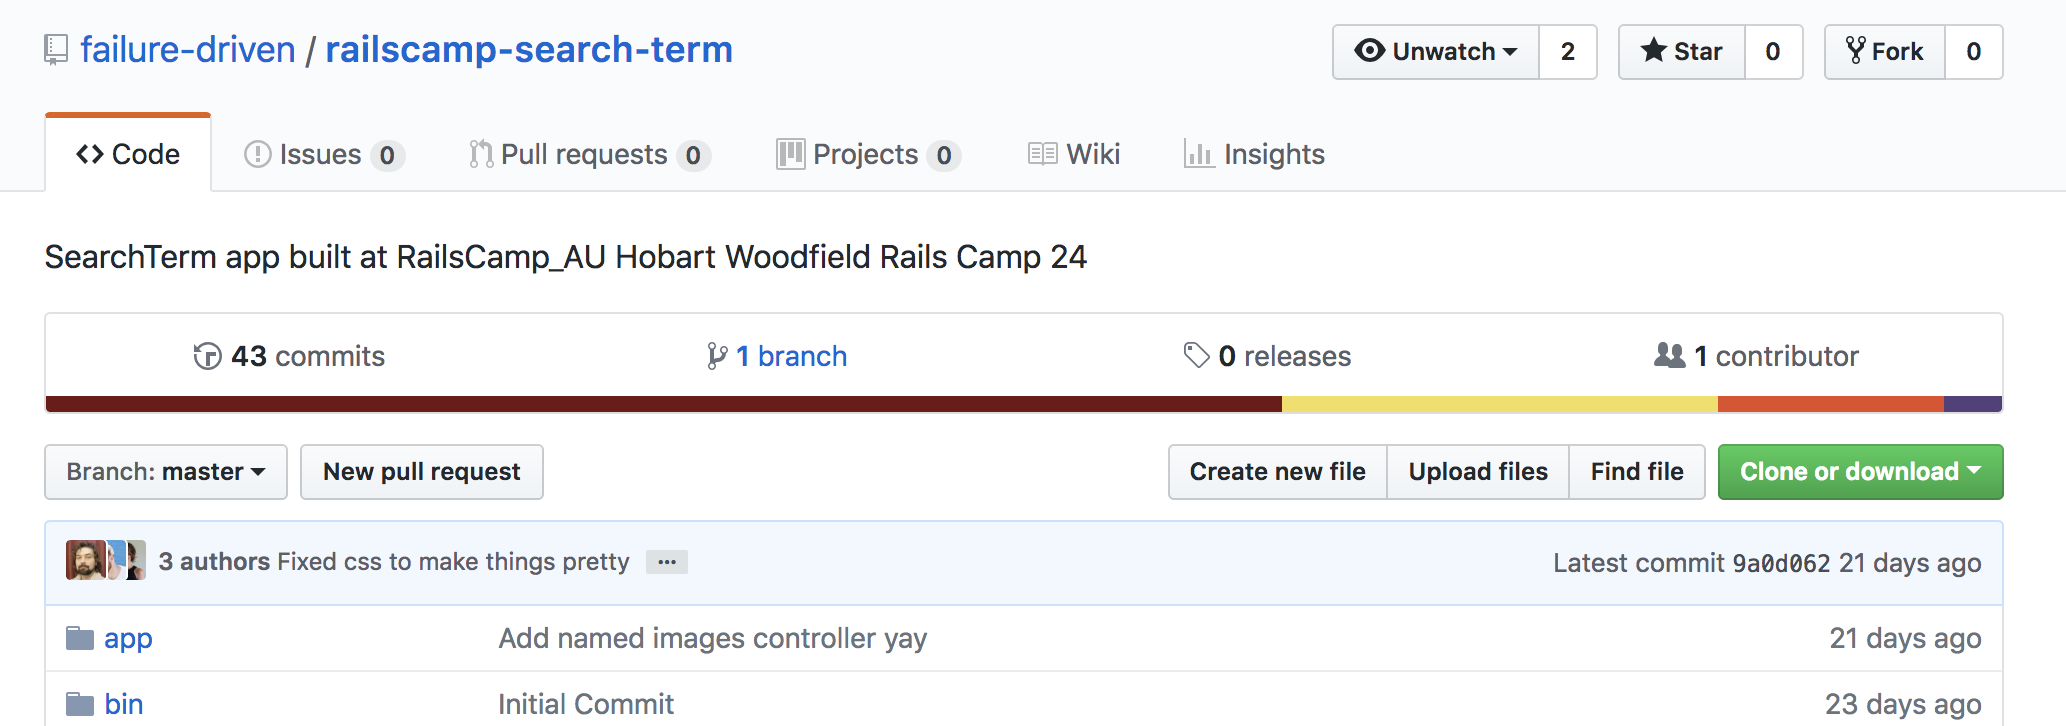 failure-driven / railscamp-search-term Unwatch 2 Star 0 Fork 0
Code Issues 0 Pull requests 0 Projects 0 Wiki Insights
SearchTerm app built at RailsCamp_AU Hobart Woodfield Rails Camp 24
43 commits 1 branch 0 releases 1 contributor
Branch: master New pull request Create new file Upload files Find file Clone or download
3 authors Fixed css to make things pretty ... Latest commit 9a0d062 21 days ago
app Add named images controller yay 21 days ago
bin Initial Commit 23 days ago